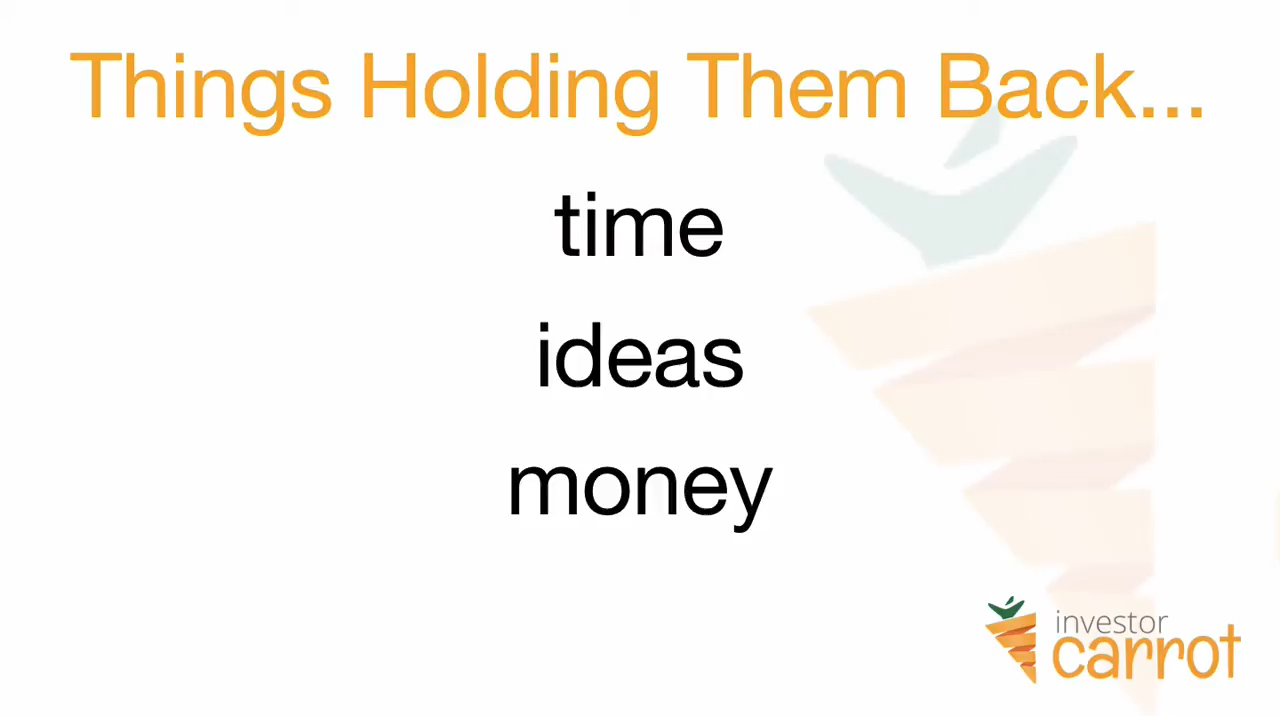 Things Holding Them Back...
time
ideas
money
investor
carrot